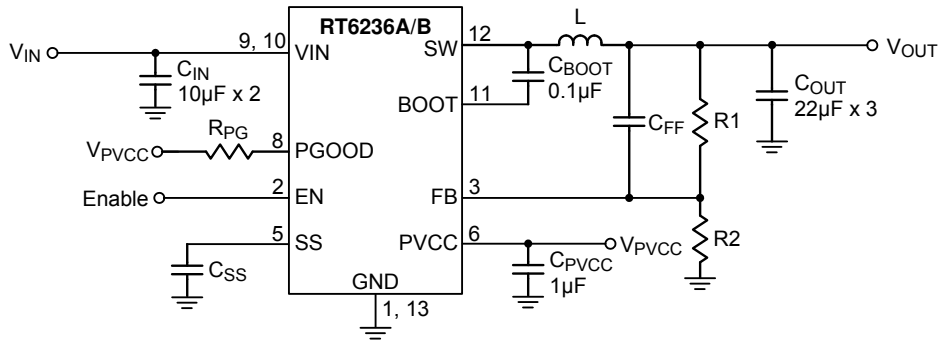 RT6236A/B
VIN
9, 10
VIN
CIN
10µF x 2
SW
12
L
VOUT
CBOOT
0.1µF
BOOT
11
COUT
22µF x 3
R1
CFF
RPG
VPVCC
8
PGOOD
Enable
2
EN
FB
3
5
SS
CSS
PVCC
6
VPVCC
CPVCC
1µF
R2
GND
1, 13